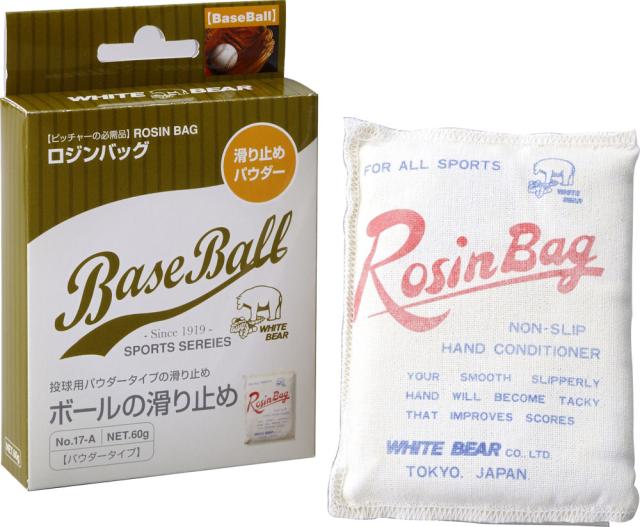 【BaseBall】
WHITE BEAR
【ピッチャーの必需品】ROSIN BAG
ロジンバッグ
滑り止め
パウダー
BaseBall
- Since 1919 -
SPORTS SEREIES
WHITE
BEAR
投球用パウダータイプの滑り止め
ボールの滑り止め
No.17-A NET.60g
【パウダータイプ】
Rosin Bag
WHITE BEAR
FOR ALL SPORTS
WHITE
BEAR
Rosin Bag
NON-SLIP
HAND CONDITIONER
YOUR SMOOTH SLIPPERLY
HAND WILL BECOME TACKY
THAT IMPROVES SCORES
WHITE BEAR CO., LTD.
TOKYO. JAPAN.